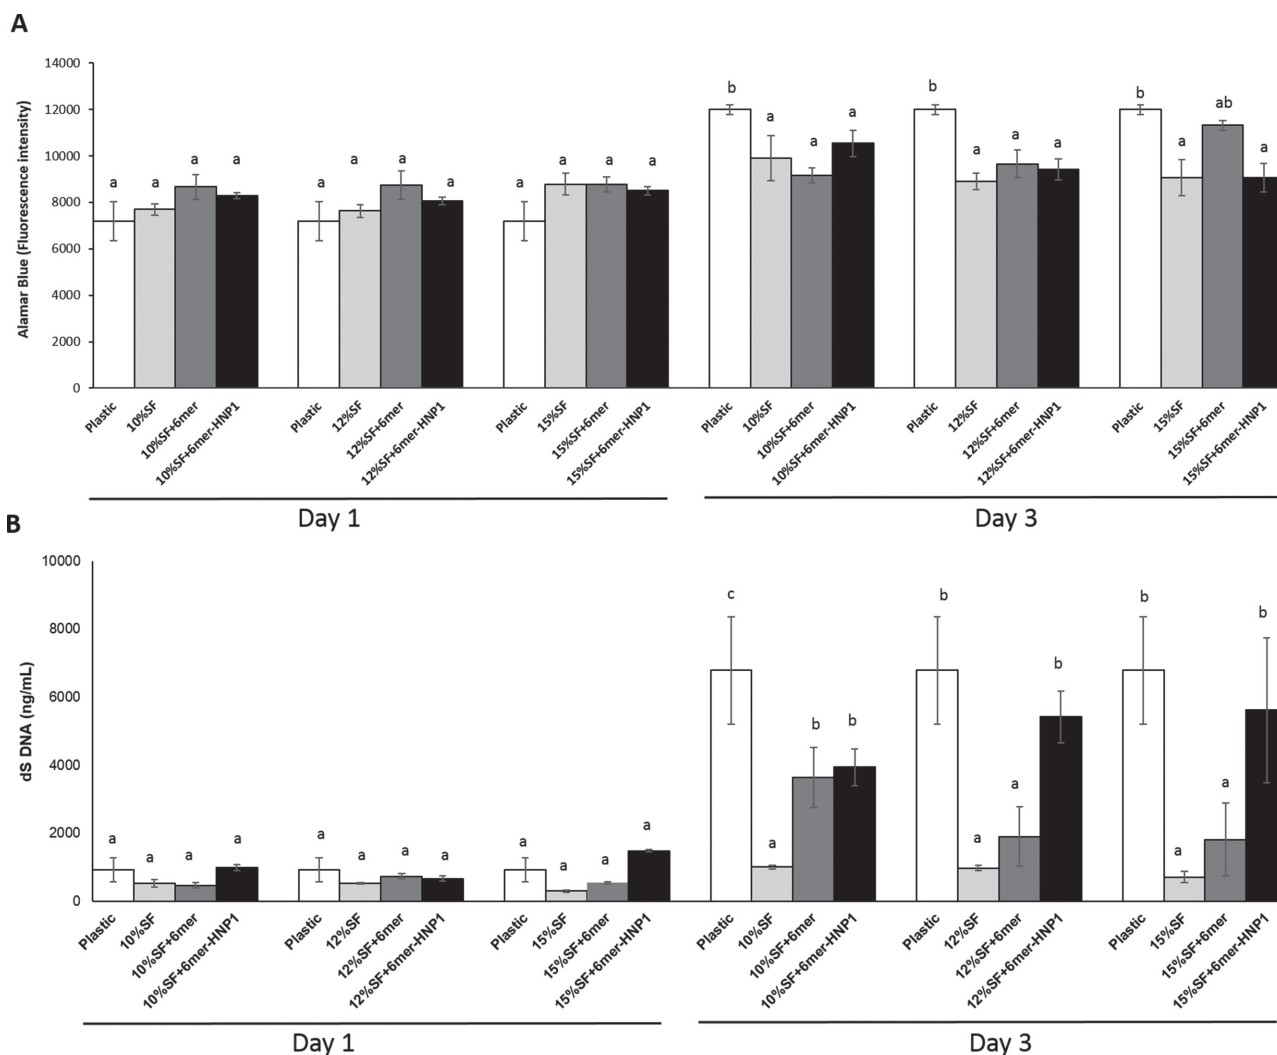 A
Alamar Blue (Fluorescence intensity)
14000
12000
10000
8000
6000
4000
2000
0
a a a a a a a a a a a a b a a a b a a a b a ab a
Plastic 10%SF 10%SF+6mer 10%SF+6mer-HNP1 Plastic 12%SF 12%SF+6mer 12%SF+6mer-HNP1 Plastic 15%SF 15%SF+6mer 15%SF+6mer-HNP1 Plastic 10%SF 10%SF+6mer 10%SF+6mer-HNP1 Plastic 12%SF 12%SF+6mer 12%SF+6mer-HNP1 Plastic 15%SF 15%SF+6mer 15%SF+6mer-HNP1
Day 1 Day 3
B
dS DNA (ng/mL)
10000
8000
6000
4000
2000
0
a a a a a a a a a a a a c a b b b a a b b a a b
Plastic 10%SF 10%SF+6mer 10%SF+6mer-HNP1 Plastic 12%SF 12%SF+6mer 12%SF+6mer-HNP1 Plastic 15%SF 15%SF+6mer 15%SF+6mer-HNP1 Plastic 10%SF 10%SF+6mer 10%SF+6mer-HNP1 Plastic 12%SF 12%SF+6mer 12%SF+6mer-HNP1 Plastic 15%SF 15%SF+6mer 15%SF+6mer-HNP1
Day 1 Day 3